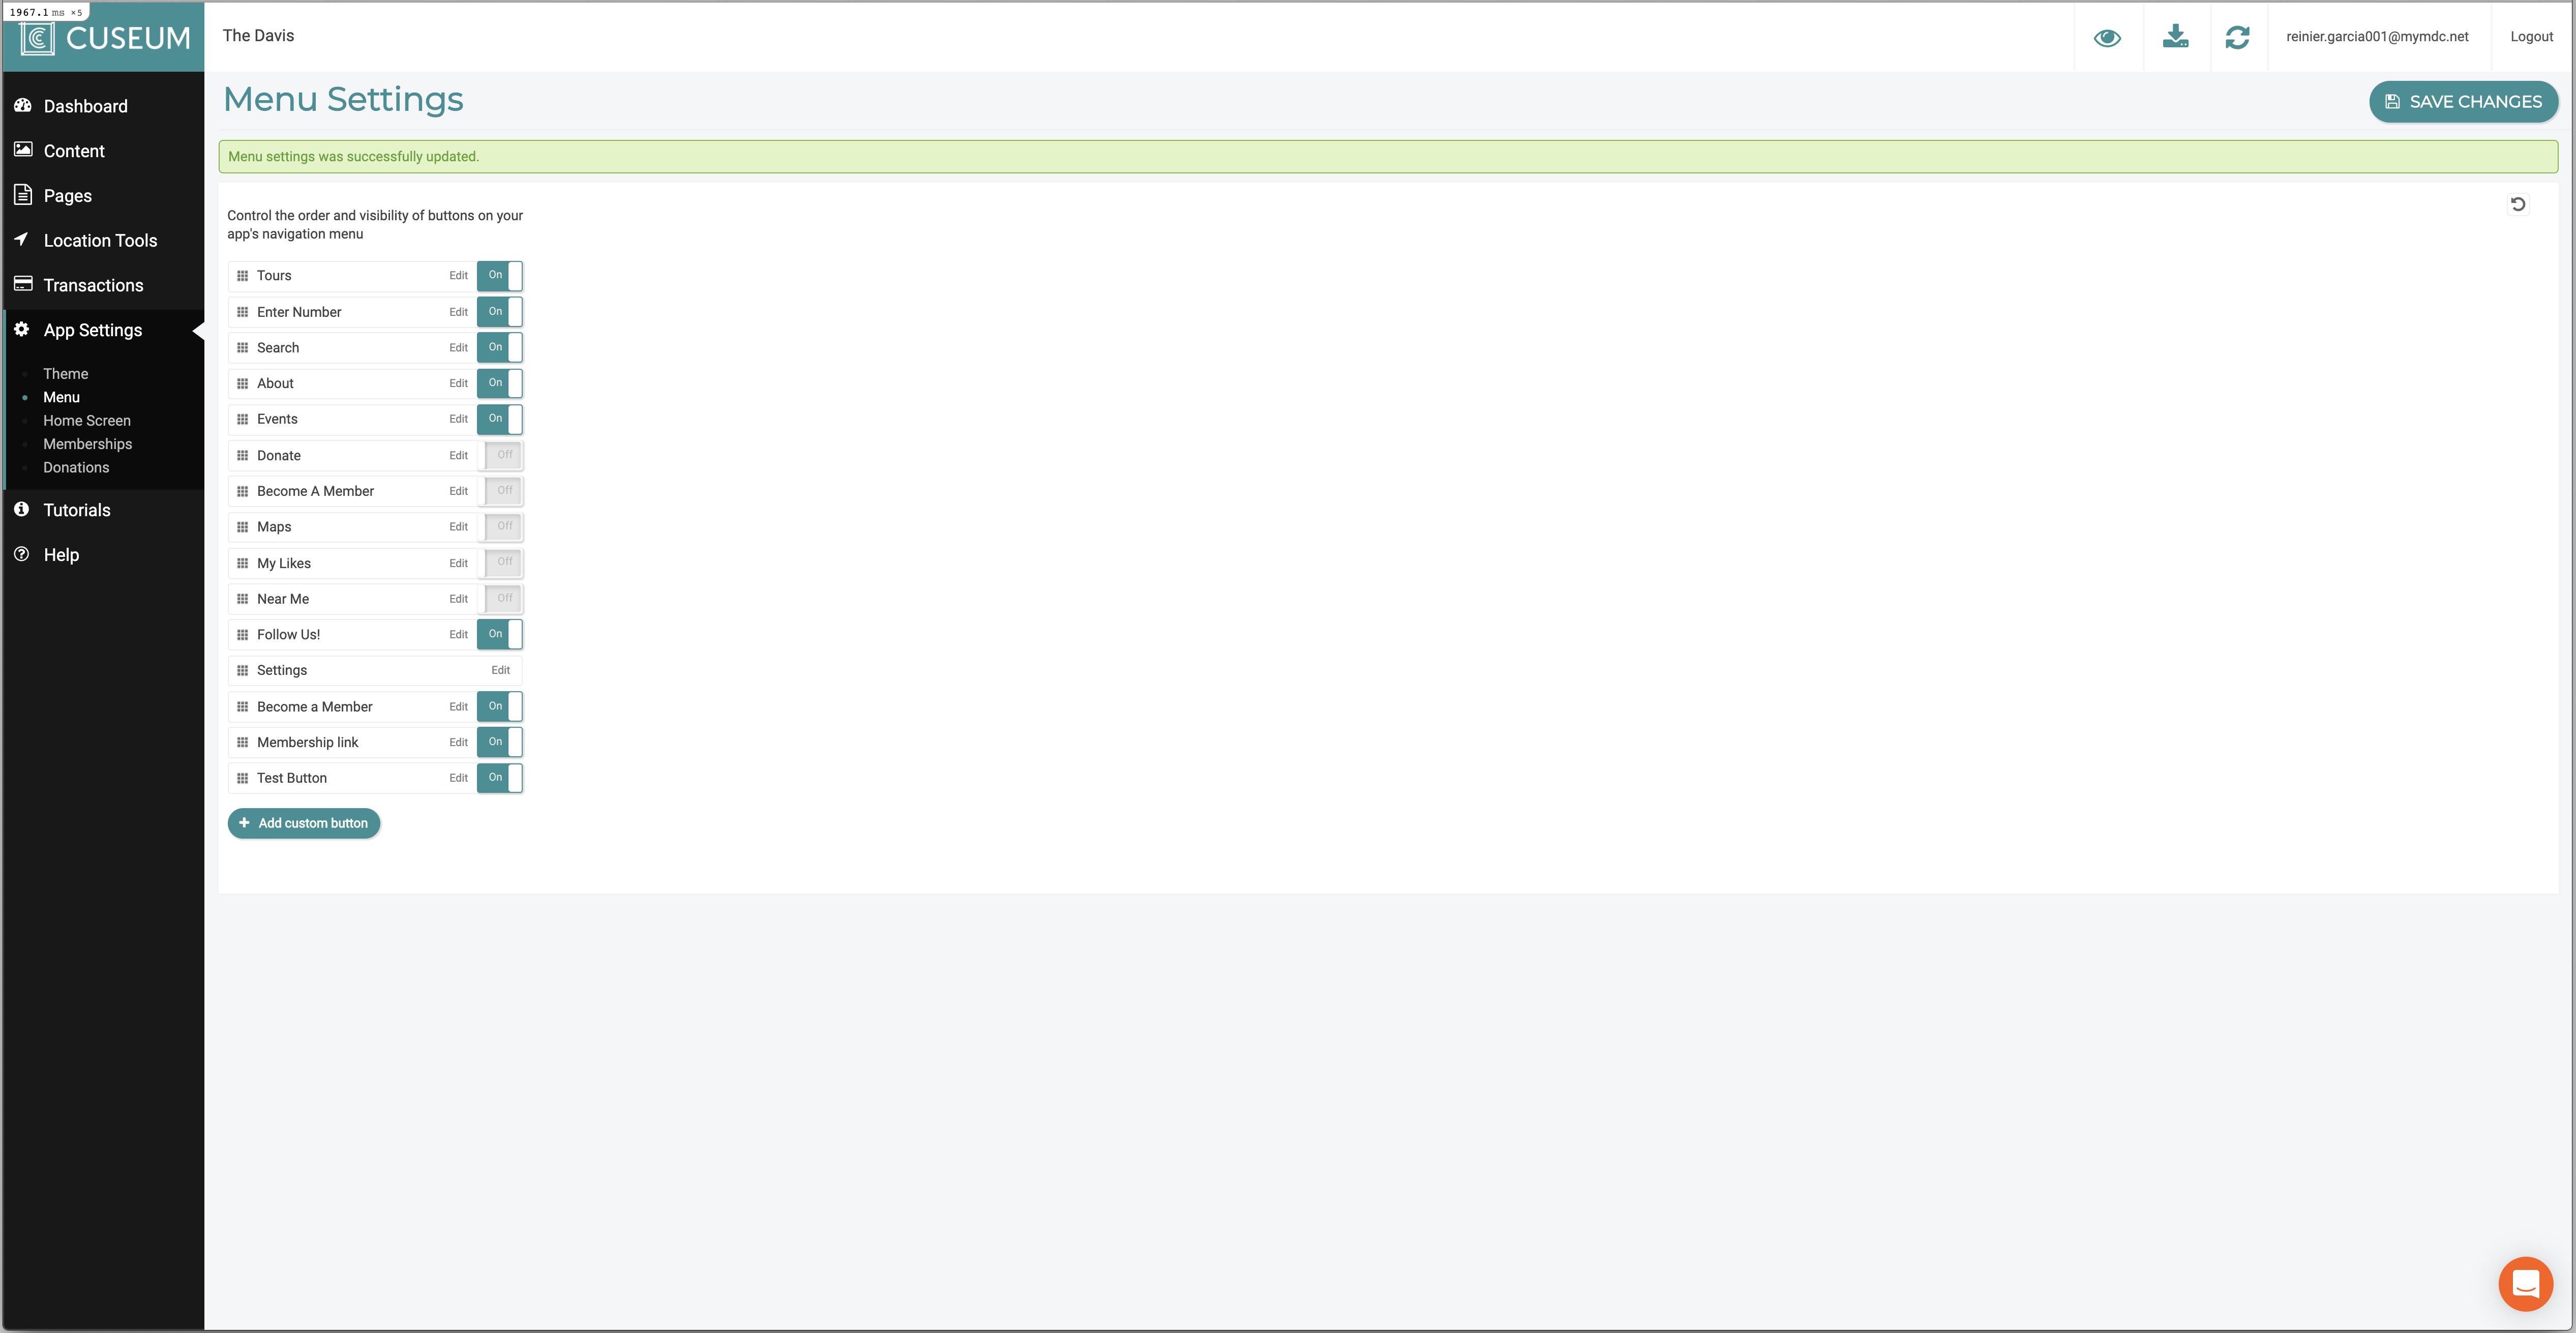 1967.1 ms ×5
CUSEUM
The Davis
reinier.garcia001@mymdc.net
Logout
Dashboard
Content
Pages
Location Tools
Transactions
App Settings
Theme
Menu
Home Screen
Memberships
Donations
Tutorials
Help
Menu Settings
SAVE CHANGES
Menu settings was successfully updated.
Control the order and visibility of buttons on your
app's navigation menu
Tours Edit On
Enter Number Edit On
Search Edit On
About Edit On
Events Edit On
Donate Edit Off
Become A Member Edit Off
Maps Edit Off
My Likes Edit Off
Near Me Edit Off
Follow Us! Edit On
Settings Edit
Become a Member Edit On
Membership link Edit On
Test Button Edit On
+ Add custom button